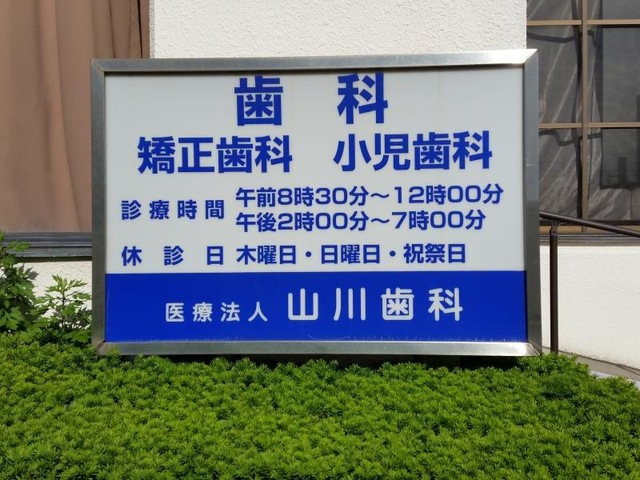 歯科
矯正歯科 小児歯科
診療時間 午前8時30分～12時00分
午後2時00分～7時00分
休診日 木曜日・日曜日・祝祭日
医療法人 山川歯科